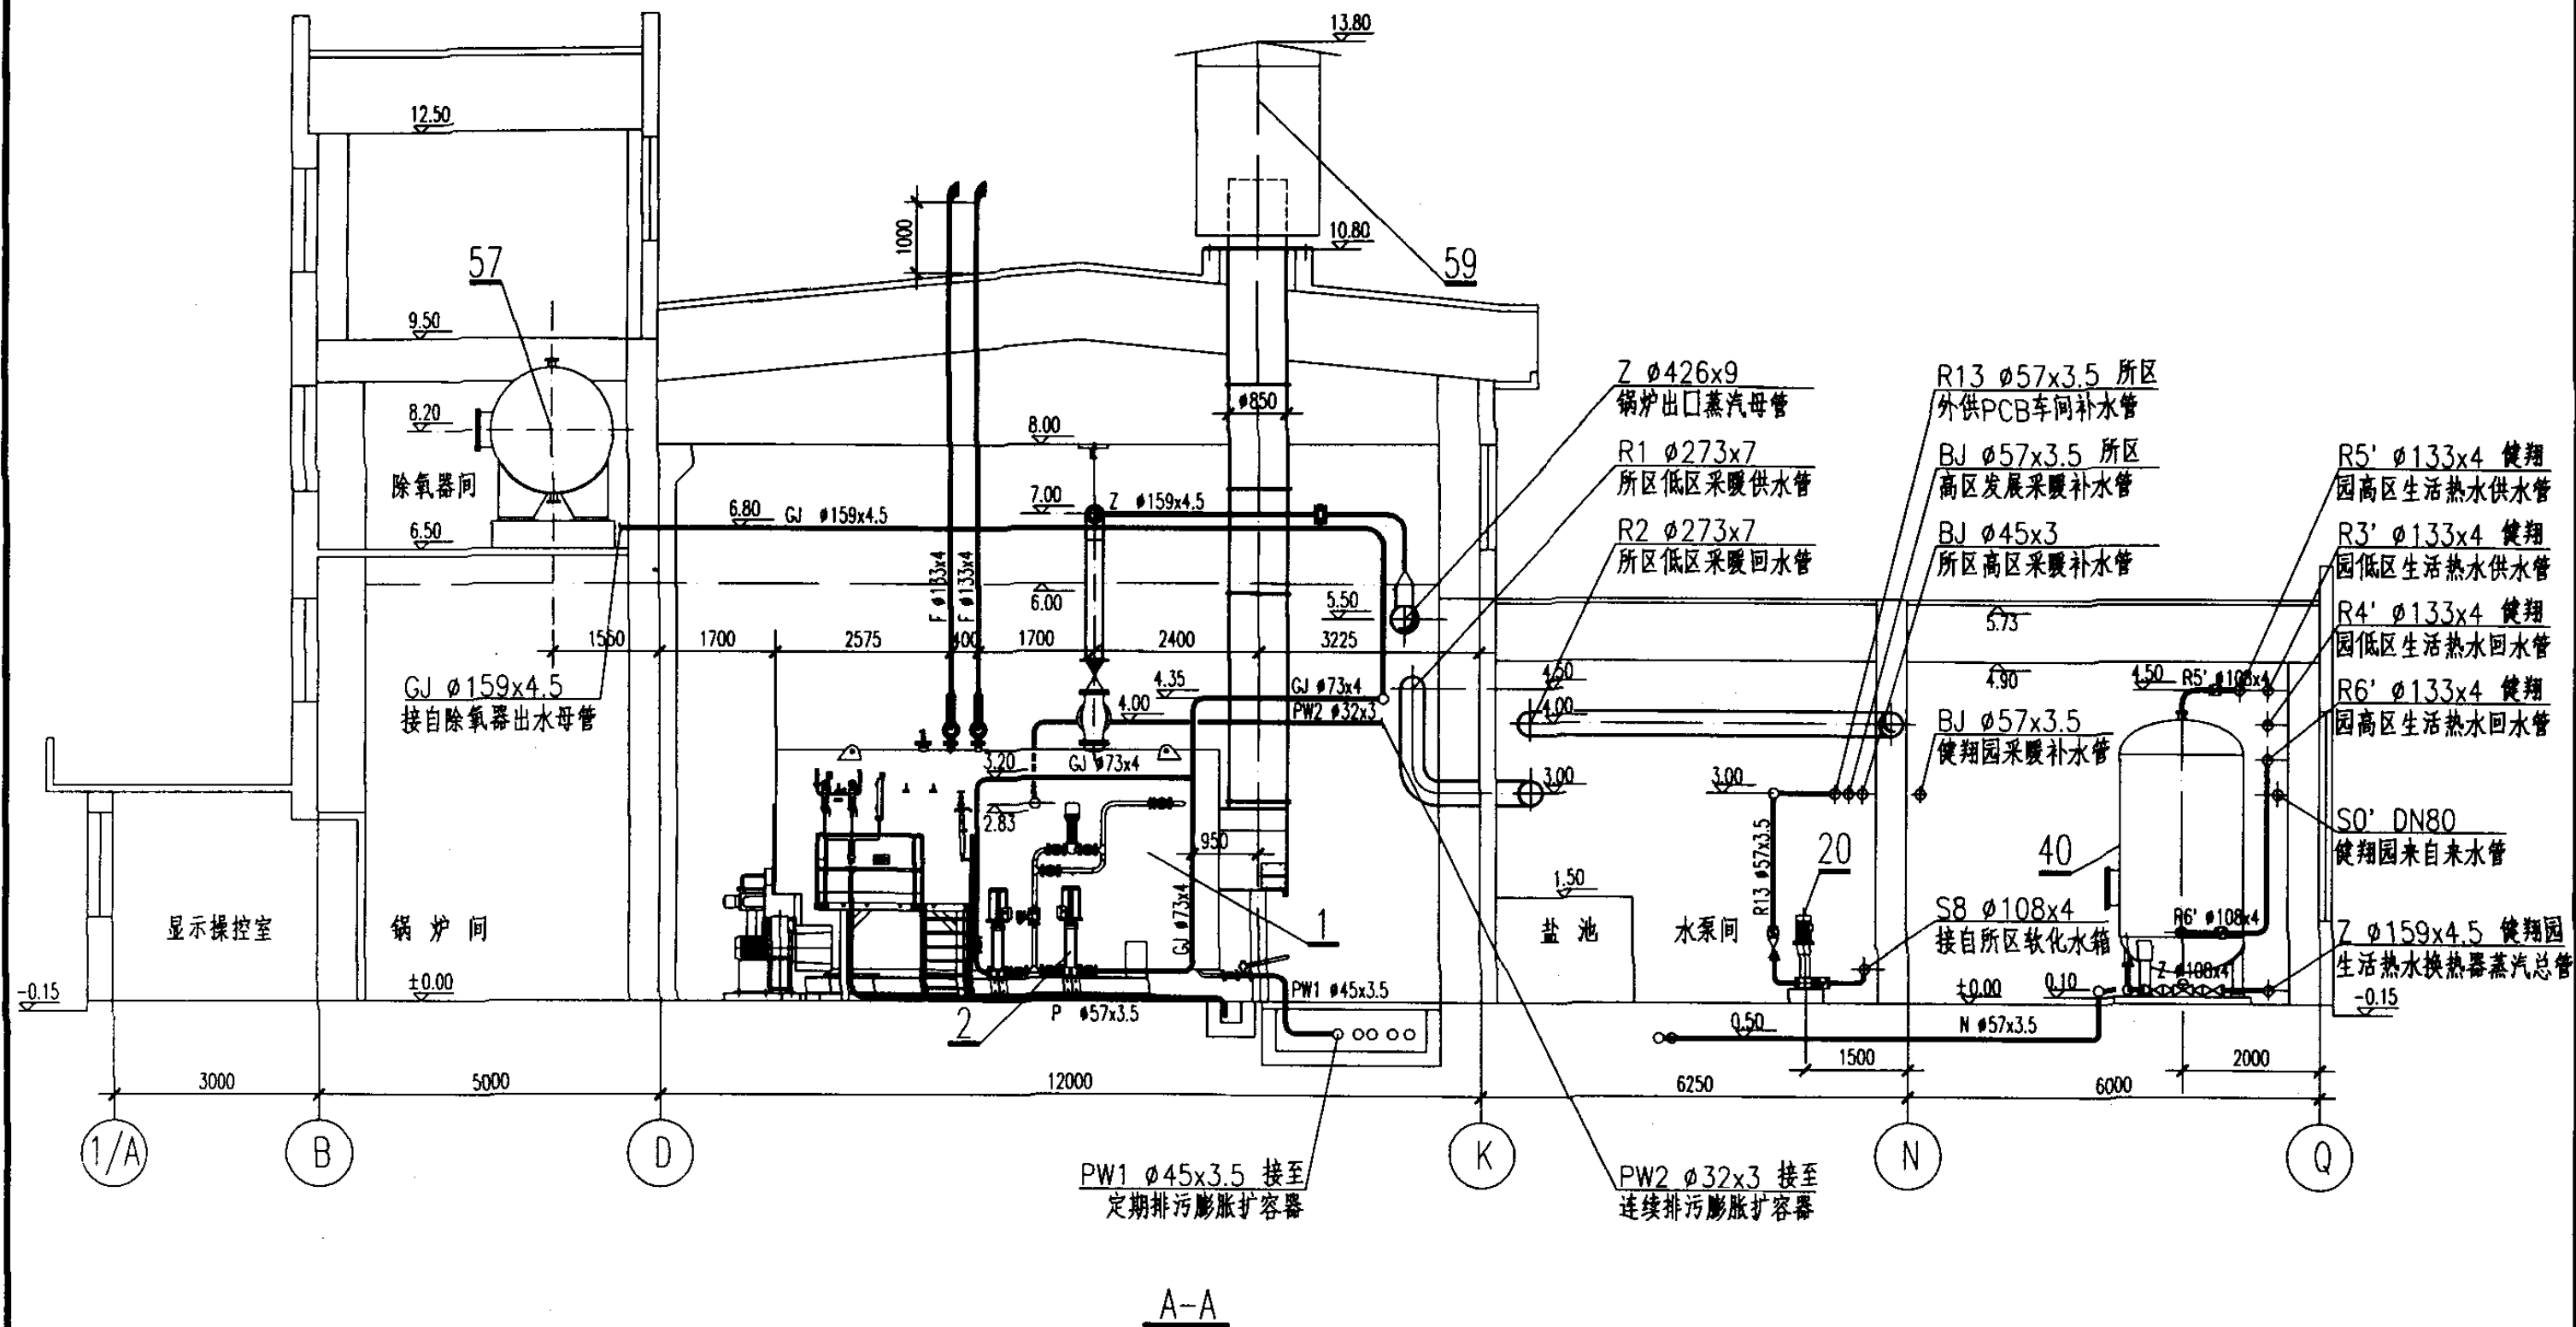 13.80
12.50
1000
10.80
57
59
9.50
Z ø426x9
锅炉出口蒸汽母管
R13 ø57x3.5 所区
外供PCB车间补水管
8.20
ø850
8.00
除氧器间
R1 ø273x7
所区低区采暖供水管
BJ ø57x3.5 所区
高区发展采暖补水管
R5' ø133x4 健翔
园高区生活热水供水管
6.80
GJ ø159x4.5
7.00
Z ø159x4.5
6.50
R2 ø273x7
所区低区采暖回水管
BJ ø45x3
所区高区采暖补水管
R3' ø133x4 健翔
园低区生活热水供水管
F ø133x4
F ø133x4
6.00
5.50
5.73
R4' ø133x4 健翔
园低区生活热水回水管
1550
1700
2575
400
1700
2400
3225
GJ ø159x4.5
接自除氧器出水母管
4.35
GJ ø73x4
4.50
4.90
4.50
R5' ø108x4
R6' ø133x4 健翔
园高区生活热水回水管
4.00
PW2 ø32x3
4.00
BJ ø57x3.5
健翔园采暖补水管
3.20
GJ ø73x4
3.00
3.00
2.83
S0' DN80
健翔园来自来水管
950
R13 ø57x3.5
20
40
1.50
GJ ø73x4
显示操控室
锅炉间
1
盐池
水泵间
S8 ø108x4
接自所区软化水箱
R6' ø108x4
Z ø159x4.5 健翔园
生活热水换热器蒸汽总管
Z ø108x4
-0.15
±0.00
PW1 ø45x3.5
±0.00
0.10
-0.15
P ø57x3.5
2
0.50
N ø57x3.5
1500
2000
3000
5000
12000
6250
6000
1/A
B
D
K
N
Q
PW1 ø45x3.5 接至
定期排污膨胀扩容器
PW2 ø32x3 接至
连续排污膨胀扩容器
A-A